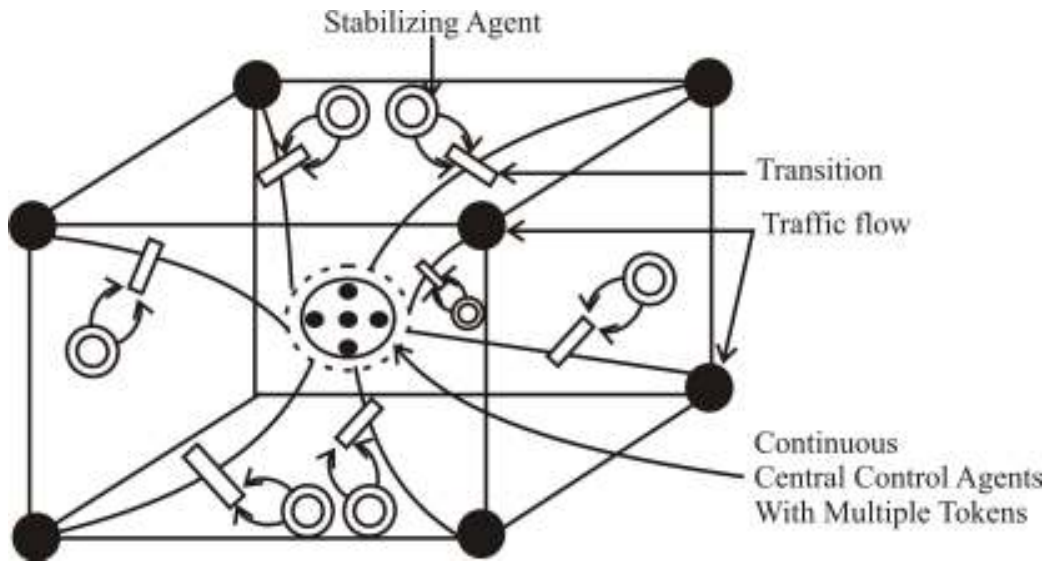 Stabilizing Agent
Transition
Traffic flow
Continuous
Central Control Agents
With Multiple Tokens